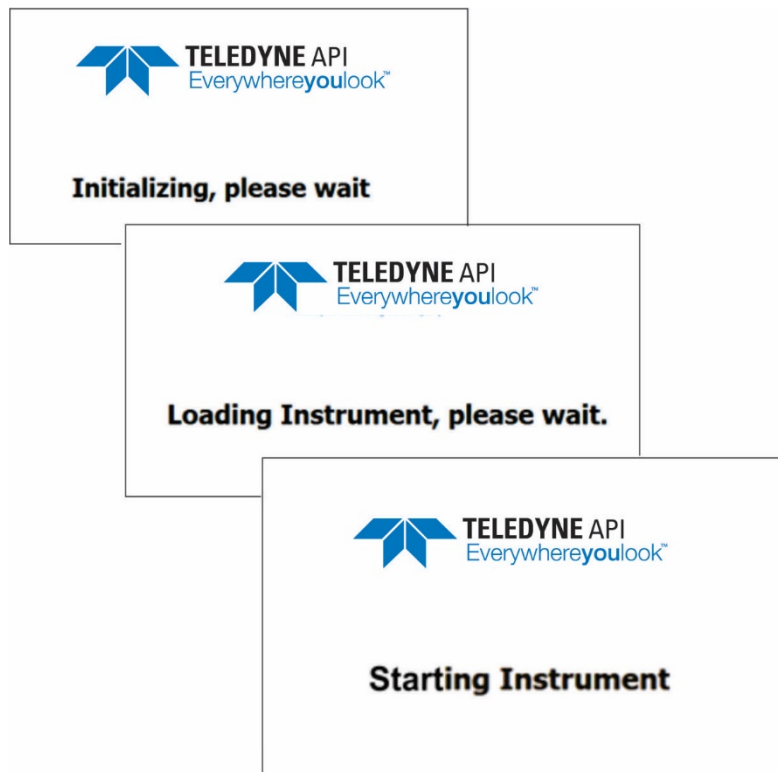 TELEDYNE API
Everywhereyoulook™
Initializing, please wait
TELEDYNE API
Everywhereyoulook™
Loading Instrument, please wait.
TELEDYNE API
Everywhereyoulook™
Starting Instrument